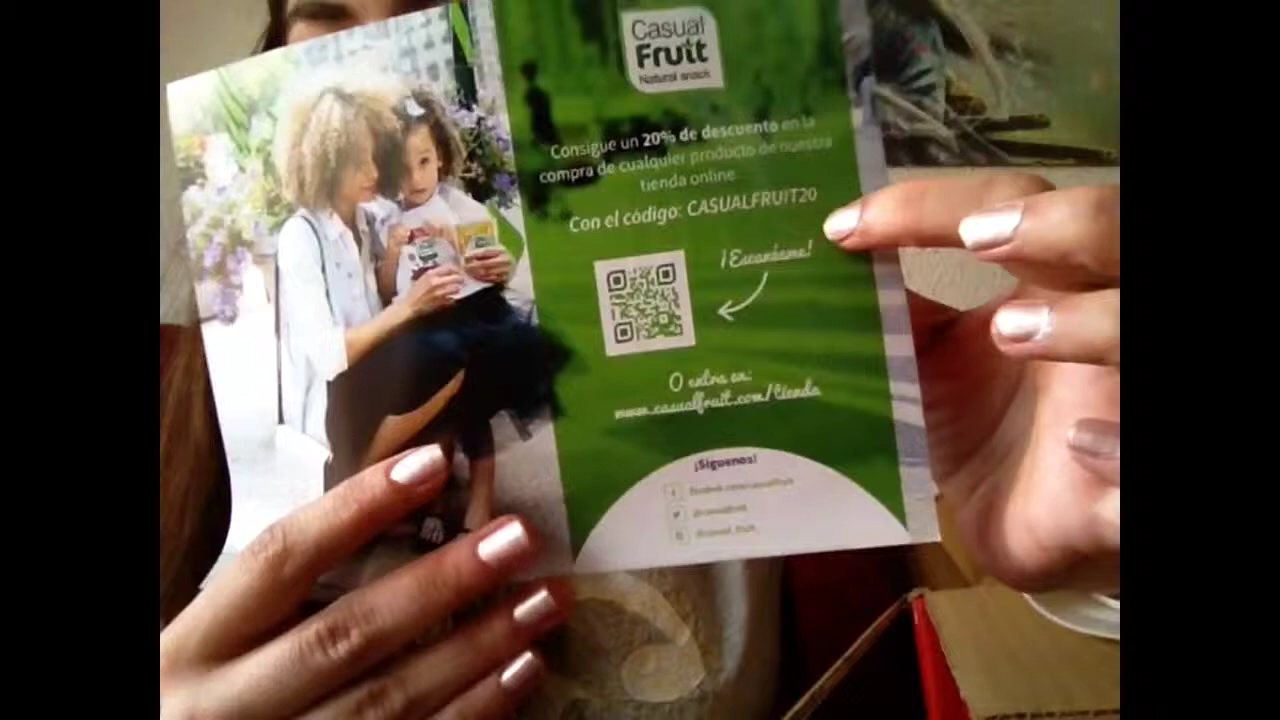 Casual
Fruit
Natural snack
Consigue un 20% de descuento en la
compra de cualquier producto de nuestra
tienda online.
Con el código: CASUALFRUIT20
¡Escanéame!
O entra en:
www.casualfruit.com/tienda
¡Síguenos!